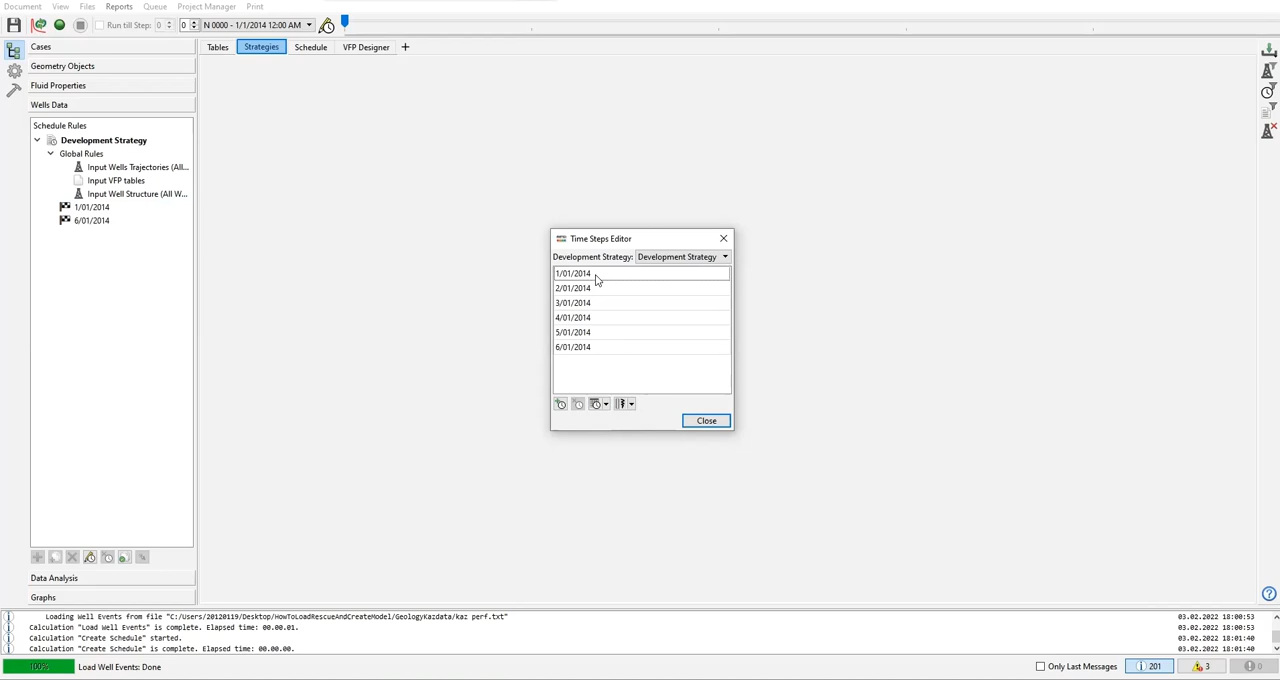 Document View Files Reports Queue Project Manager Print
Run till Step: 0 0 N 0000 - 1/1/2014 12:00 AM
Cases
Tables Strategies Schedule VFP Designer +
Geometry Objects
Fluid Properties
Wells Data
Schedule Rules
Development Strategy
Global Rules
Input Wells Trajectories (All...
Input VFP tables
Input Well Structure (All W...
1/01/2014
6/01/2014
Time Steps Editor
Development Strategy: Development Strategy
1/01/2014
2/01/2014
3/01/2014
4/01/2014
5/01/2014
6/01/2014
Close
Data Analysis
Graphs
Loading Well Events from file "C:/Users/20120119/Desktop/HowToLoadRescueAndCreateModel/GeologyKazdata/kaz perf.txt" 03.02.2022 18:00:53
Calculation "Load Well Events" is complete. Elapsed time: 00.00.01. 03.02.2022 18:00:53
Calculation "Create Schedule" started. 03.02.2022 18:01:40
Calculation "Create Schedule" is complete. Elapsed time: 00.00.00. 03.02.2022 18:01:40
100% Load Well Events: Done Only Last Messages 201 3 0